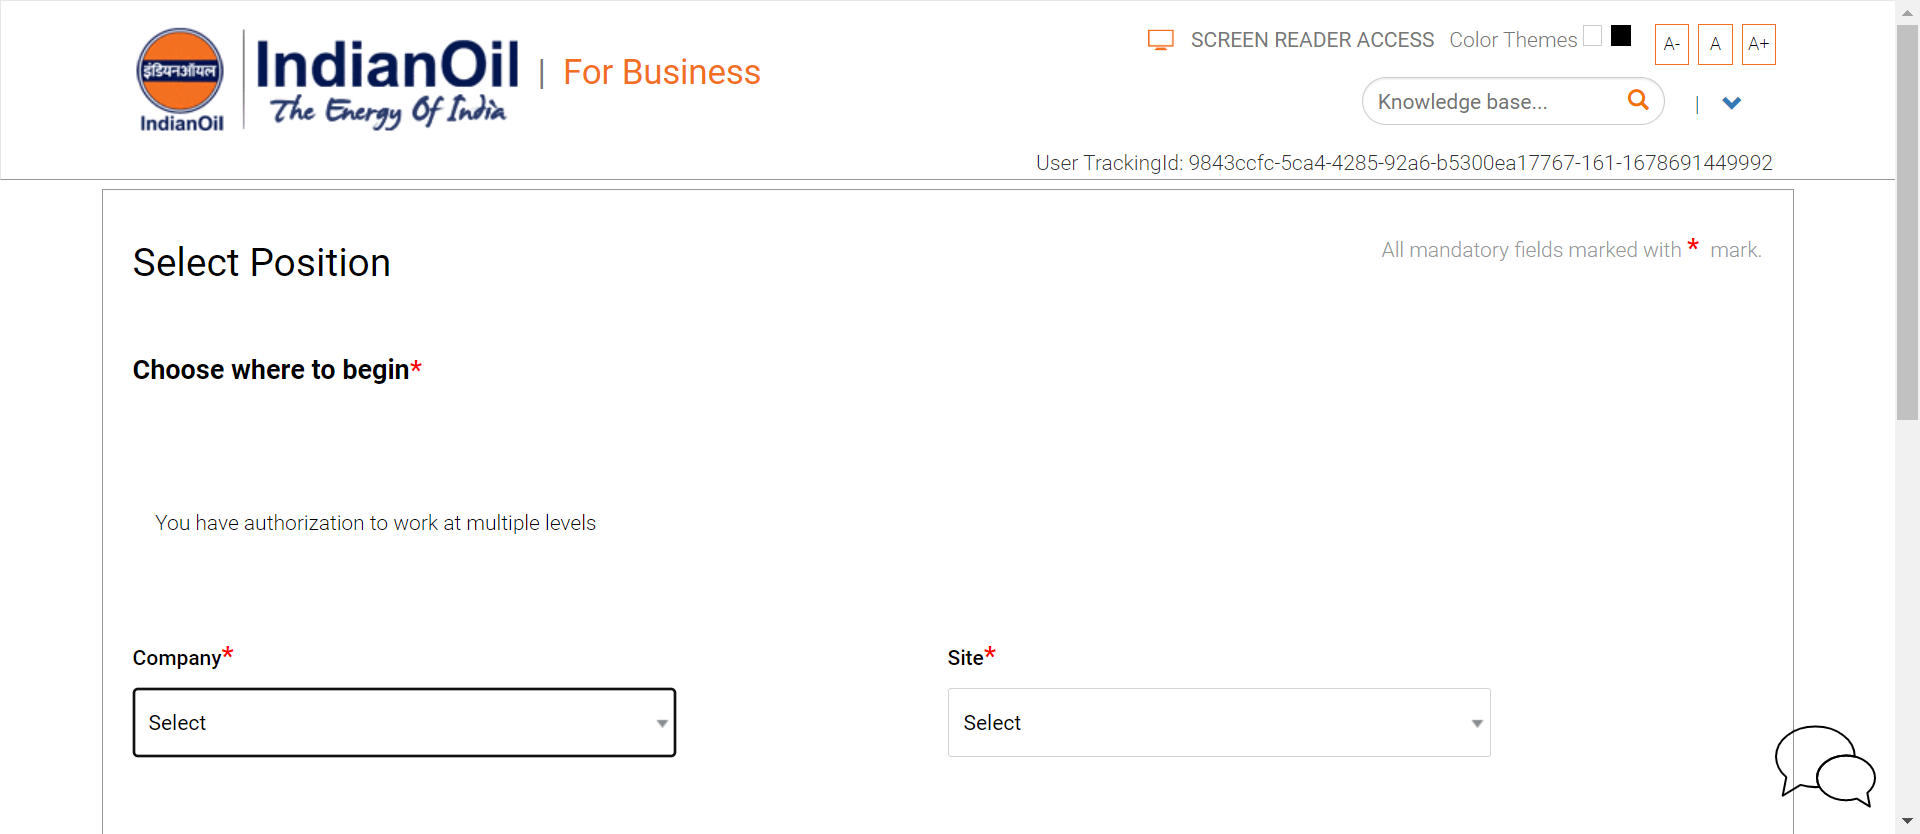 इंडियनऑयल
IndianOil
IndianOil
The Energy Of India
| For Business
SCREEN READER ACCESS Color Themes A- A A+
Knowledge base... |
User TrackingId: 9843ccfc-5ca4-4285-92a6-b5300ea17767-161-1678691449992
Select Position
All mandatory fields marked with * mark.
Choose where to begin*
You have authorization to work at multiple levels
Company* Site*
Select Select